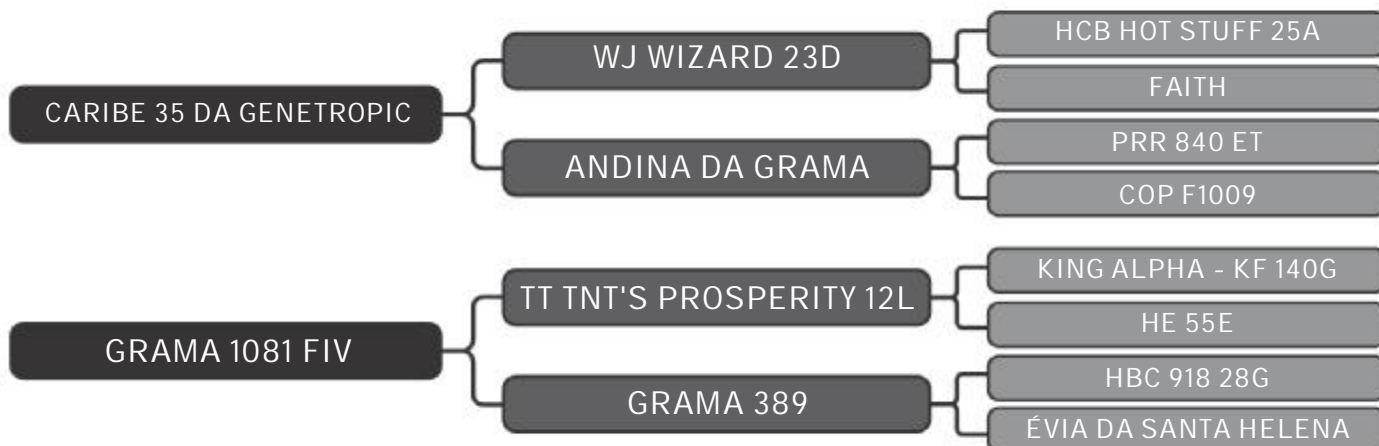 CARIBE 35 DA GENETROPIC
WJ WIZARD 23D
HCB HOT STUFF 25A
FAITH
ANDINA DA GRAMA
PRR 840 ET
COP F1009
GRAMA 1081 FIV
TT TNT'S PROSPERITY 12L
KING ALPHA - KF 140G
HE 55E
GRAMA 389
HBC 918 28G
ÉVIA DA SANTA HELENA